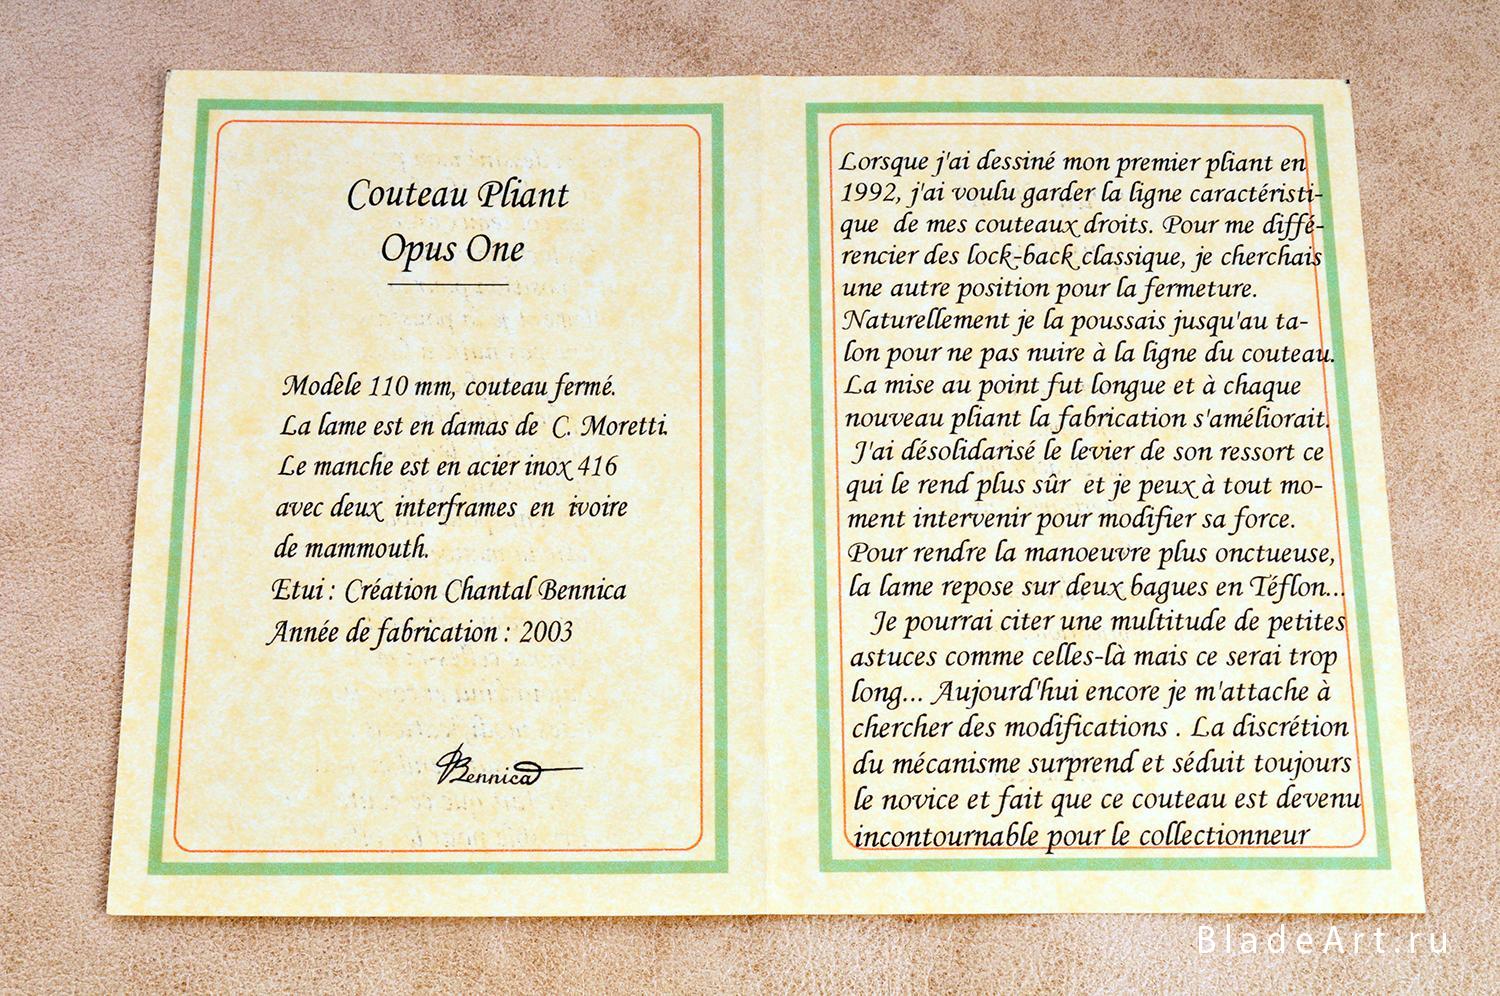 Couteau Pliant
Opus One
Modèle 110 mm, couteau fermé.
La lame est en damas de C. Moretti.
Le manche est en acier inox 416
avec deux interframes en ivoire
de mammouth.
Etui : Création Chantal Bennica
Année de fabrication : 2003
Bennica
Lorsque j'ai dessiné mon premier pliant en
1992, j'ai voulu garder la ligne caractéristi-
que de mes couteaux droits. Pour me diffé-
rencier des lock-back classique, je cherchais
une autre position pour la fermeture.
Naturellement je la poussais jusqu'au ta-
lon pour ne pas nuire à la ligne du couteau.
La mise au point fut longue et à chaque
nouveau pliant la fabrication s'améliorait.
J'ai désolidarisé le levier de son ressort ce
qui le rend plus sûr et je peux à tout mo-
ment intervenir pour modifier sa force.
Pour rendre la manoeuvre plus onctueuse,
la lame repose sur deux bagues en Téflon...
Je pourrai citer une multitude de petites
astuces comme celles-là mais ce serai trop
long... Aujourd'hui encore je m'attache à
chercher des modifications . La discrétion
du mécanisme surprend et séduit toujours
le novice et fait que ce couteau est devenu
incontournable pour le collectionneur
BladeArt.ru